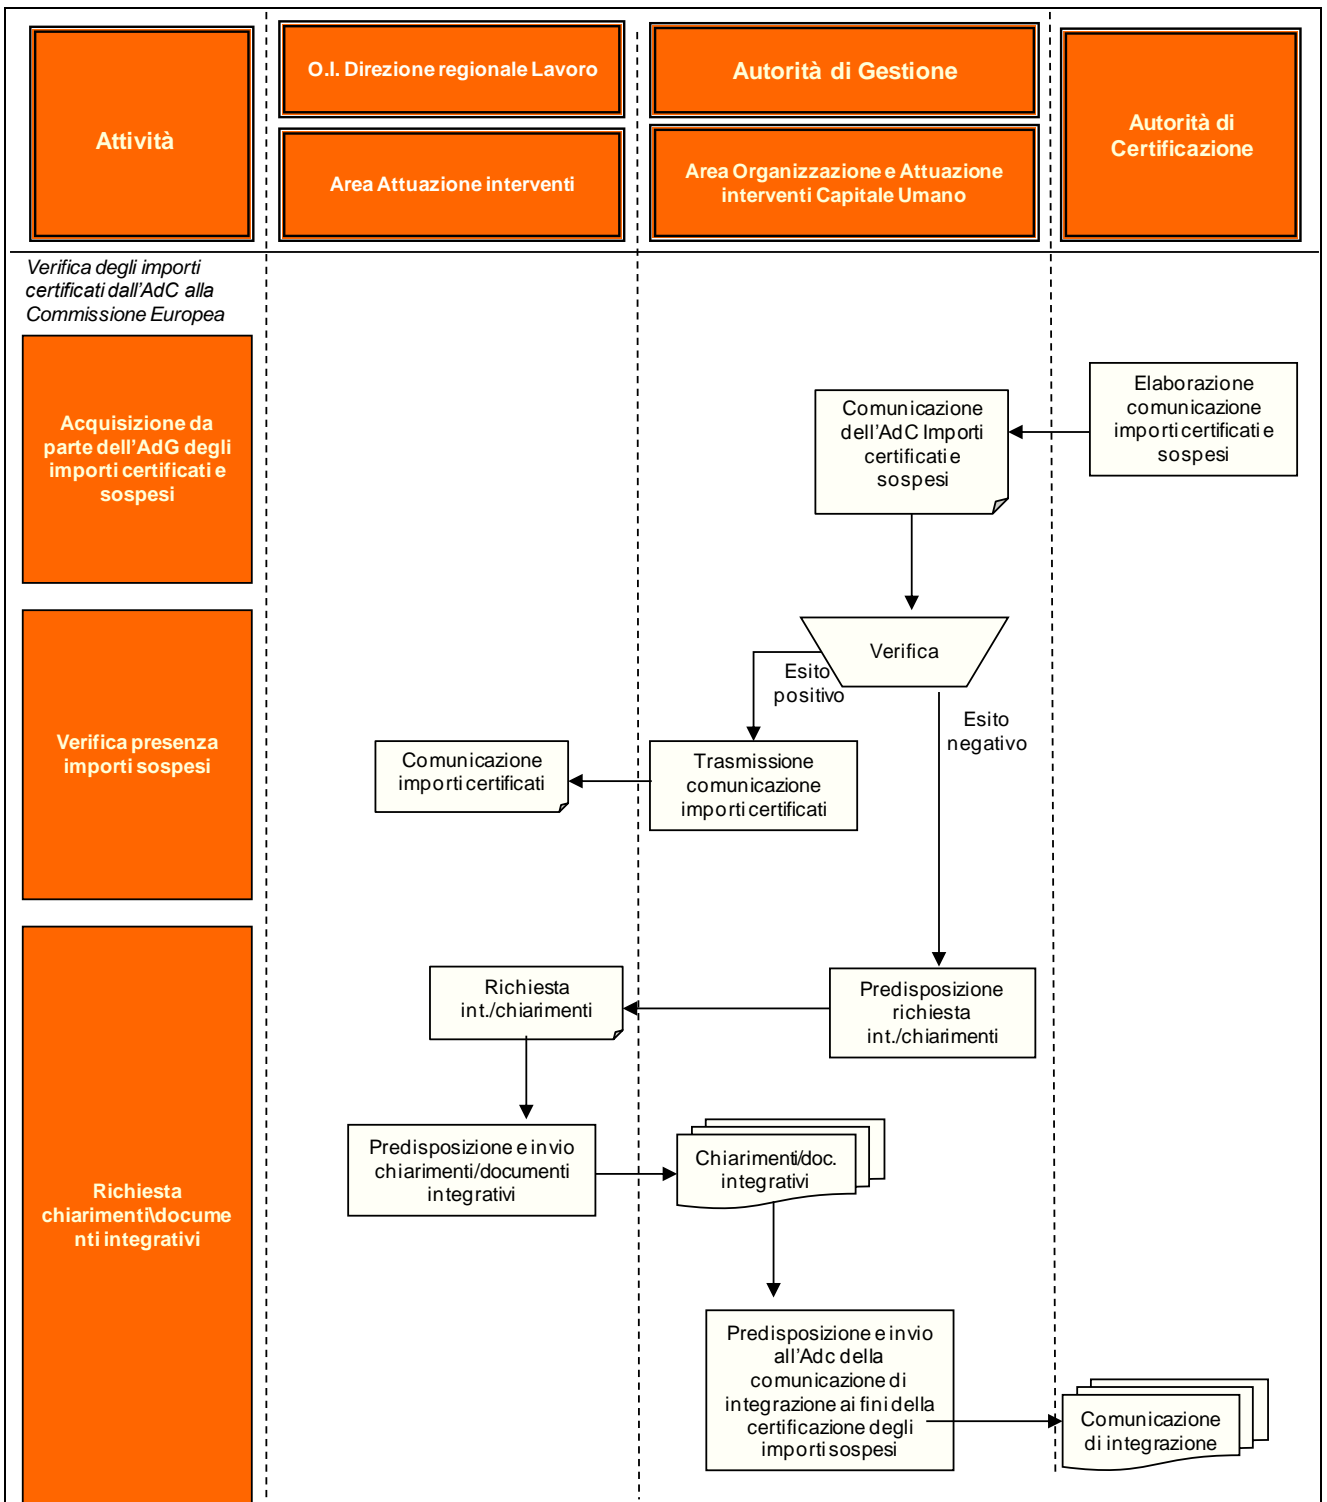 Attività
O.I. Direzione regionale Lavoro
Area Attuazione interventi
Autorità di Gestione
Area Organizzazione e Attuazione
interventi Capitale Umano
Autorità di
Certificazione
Verifica degli importi
certificati dall'AdC alla
Commissione Europea
Acquisizione da
parte dell'AdG degli
importi certificati e
sospesi
Comunicazione
dell'AdC Importi
certificati e
sospesi
Elaborazione
comunicazione
importi certificati e
sospesi
Verifica presenza
importi sospesi
Verifica
Esito
positivo
Esito
negativo
Comunicazione
importi certificati
Trasmissione
comunicazione
importi certificati
Richiesta
chiarimenti\docume
nti integrativi
Richiesta
int./chiarimenti
Predisposizione
richiesta
int./chiarimenti
Predisposizione e invio
chiarimenti/documenti
integrativi
Chiarimenti/doc.
integrativi
Predisposizione e invio
all'Adc della
comunicazione di
integrazione ai fini della
certificazione degli
importi sospesi
Comunicazione
di integrazione